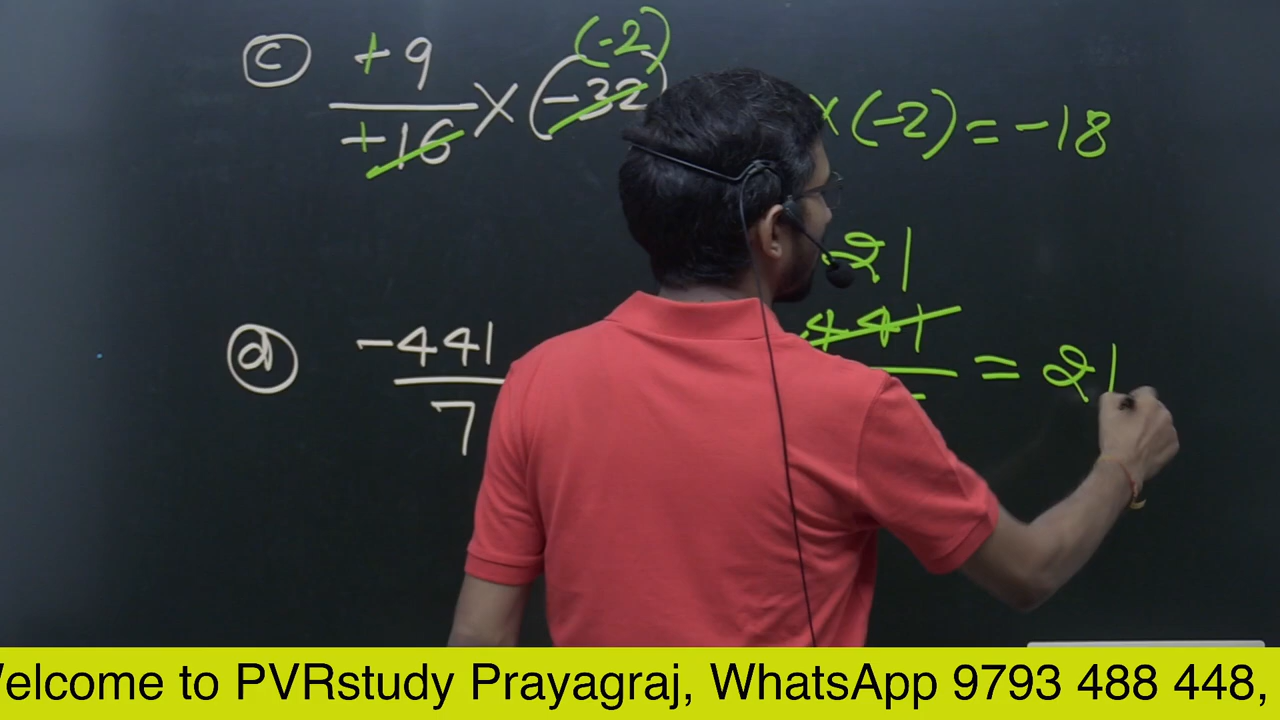 (-2)
(c) +9/+16 × (-32) × (-2) = -18
21
(d) -441/7 441 = 21
Welcome to PVRstudy Prayagraj, WhatsApp 9793 488 448,